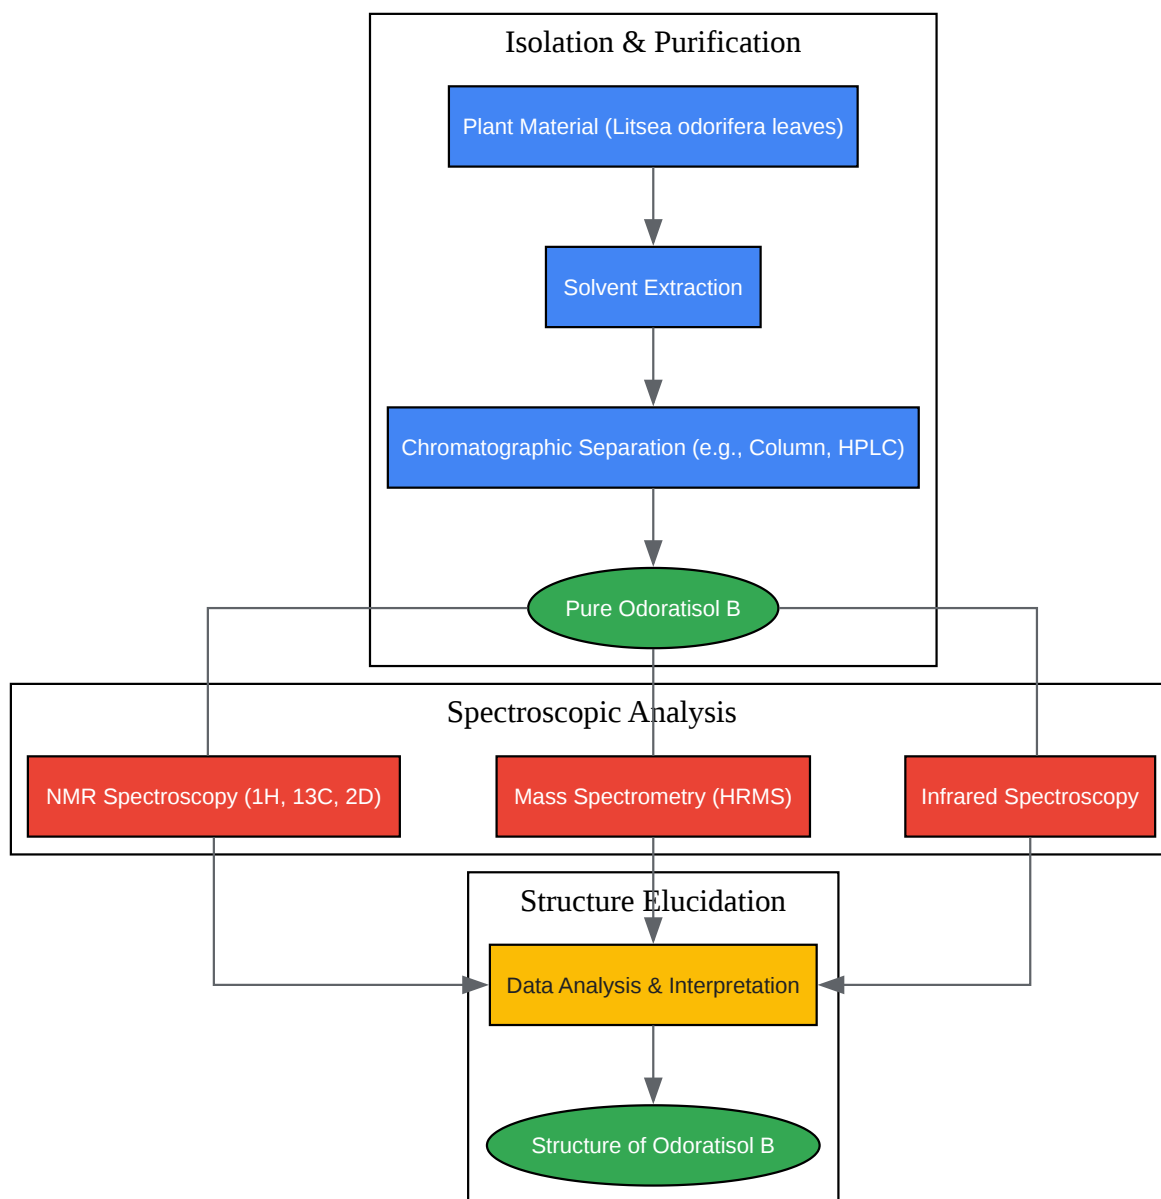 Isolation & Purification
Plant Material (Litsea odorifera leaves)
Solvent Extraction
Chromatographic Separation (e.g., Column, HPLC)
Pure Odoratisol B
Spectroscopic Analysis
NMR Spectroscopy (1H, 13C, 2D)
Mass Spectrometry (HRMS)
Infrared Spectroscopy
Structure Elucidation
Data Analysis & Interpretation
Structure of Odoratisol B